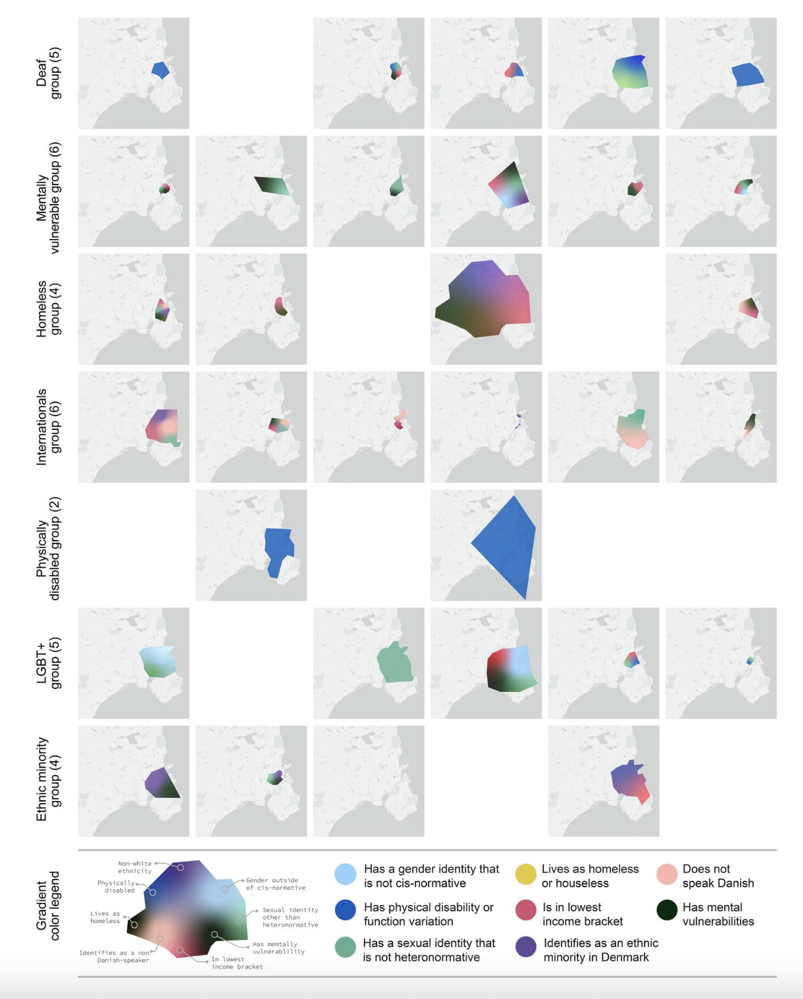 Deaf
group (5)
Mentally
vulnerable group (6)
Homeless
group (4)
Internationals
group (6)
Physically
disabled group (2)
LGBT+
group (5)
Ethnic minority
group (4)
Gradient
color legend
Non-white
ethnicity
Physically
disabled
Lives as
homeless
Identifies as a non
Danish-speaker
Gender outside
of cis-normative
Sexual identity
other than
heteronormative
Has mentally
vulnerablility
In lowest
income bracket
Has a gender identity that
is not cis-normative
Has physical disability or
function variation
Has a sexual identity that
is not heteronormative
Lives as homeless
or houseless
Is in lowest
income bracket
Identifies as an ethnic
minority in Denmark
Does not
speak Danish
Has mental
vulnerabilities